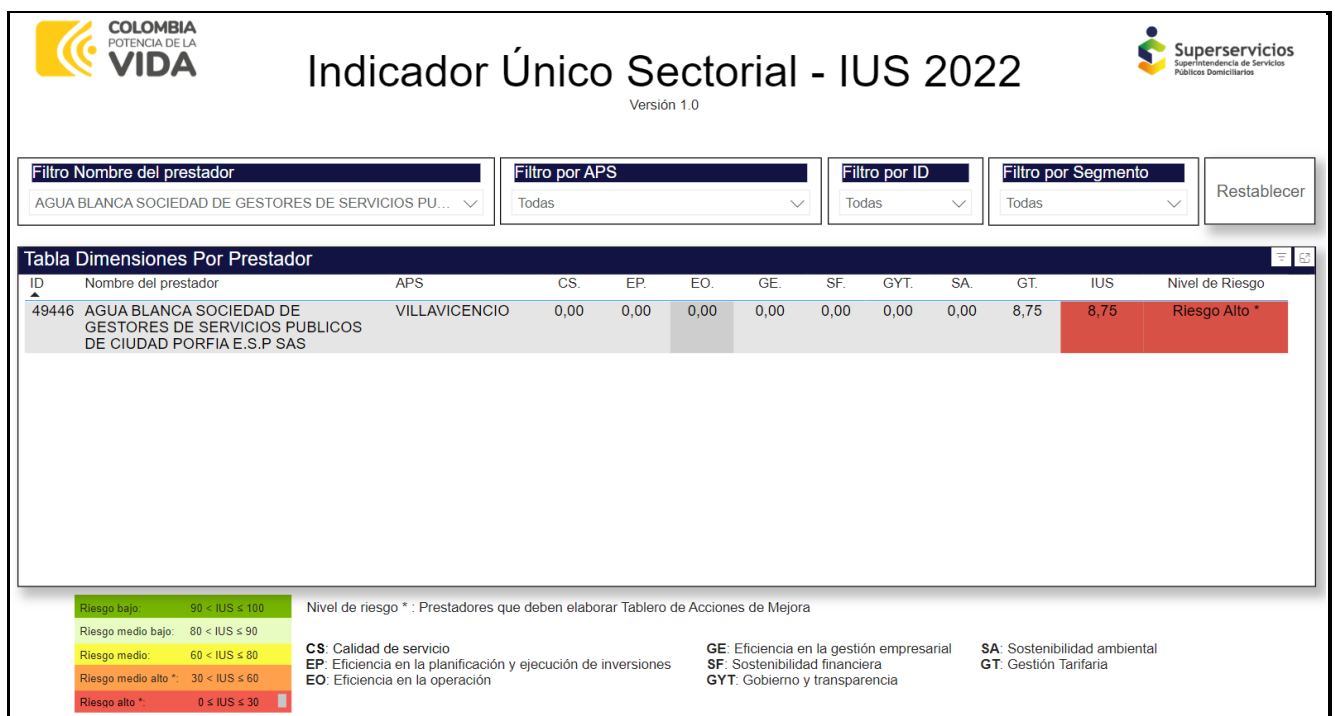 COLOMBIA
POTENCIA DE LA
VIDA
Indicador Único Sectorial - IUS 2022
Versión 1.0
Superservicios
Superintendencia de Servicios
Públicos Domiciliarios
Filtro Nombre del prestador
AGUA BLANCA SOCIEDAD DE GESTORES DE SERVICIOS PU...
Filtro por APS
Todas
Filtro por ID
Todas
Filtro por Segmento
Todas
Restablecer
Tabla Dimensiones Por Prestador
ID Nombre del prestador APS CS. EP. EO. GE. SF. GYT. SA. GT. IUS Nivel de Riesgo
49446 AGUA BLANCA SOCIEDAD DE VILLAVICENCIO 0,00 0,00 0,00 0,00 0,00 0,00 0,00 8,75 8,75 Riesgo Alto *
GESTORES DE SERVICIOS PUBLICOS
DE CIUDAD PORFIA E.S.P SAS
Riesgo bajo: 90 < IUS ≤ 100
Riesgo medio bajo: 80 < IUS ≤ 90
Riesgo medio: 60 < IUS ≤ 80
Riesgo medio alto *: 30 < IUS ≤ 60
Riesgo alto *: 0 ≤ IUS ≤ 30
Nivel de riesgo * : Prestadores que deben elaborar Tablero de Acciones de Mejora
CS: Calidad de servicio
EP: Eficiencia en la planificación y ejecución de inversiones
EO: Eficiencia en la operación
GE: Eficiencia en la gestión empresarial
SF: Sostenibilidad financiera
GYT: Gobierno y transparencia
SA: Sostenibilidad ambiental
GT: Gestión Tarifaria